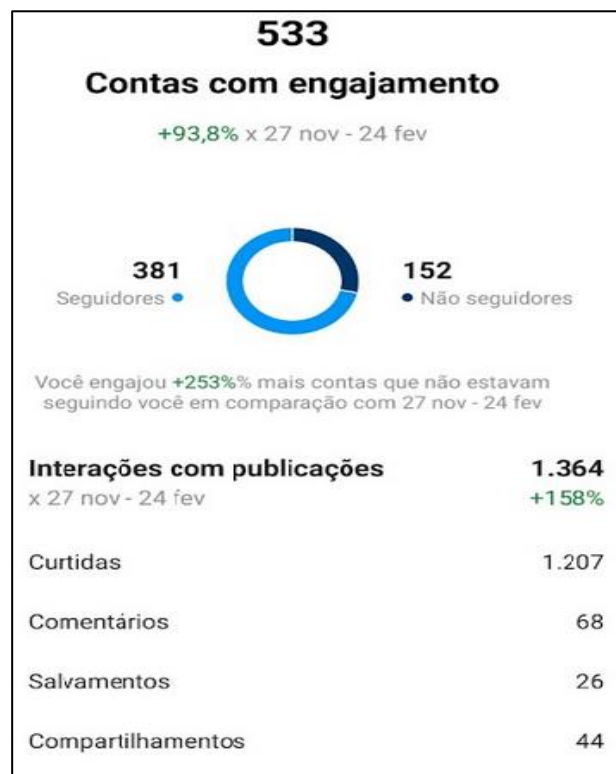 533
Contas com engajamento
+93,8% x 27 nov - 24 fev
381
Seguidores
152
Não seguidores
Você engajou +253%% mais contas que não estavam
seguindo você em comparação com 27 nov - 24 fev
Interações com publicações 1.364
x 27 nov - 24 fev +158%
Curtidas 1.207
Comentários 68
Salvamentos 26
Compartilhamentos 44